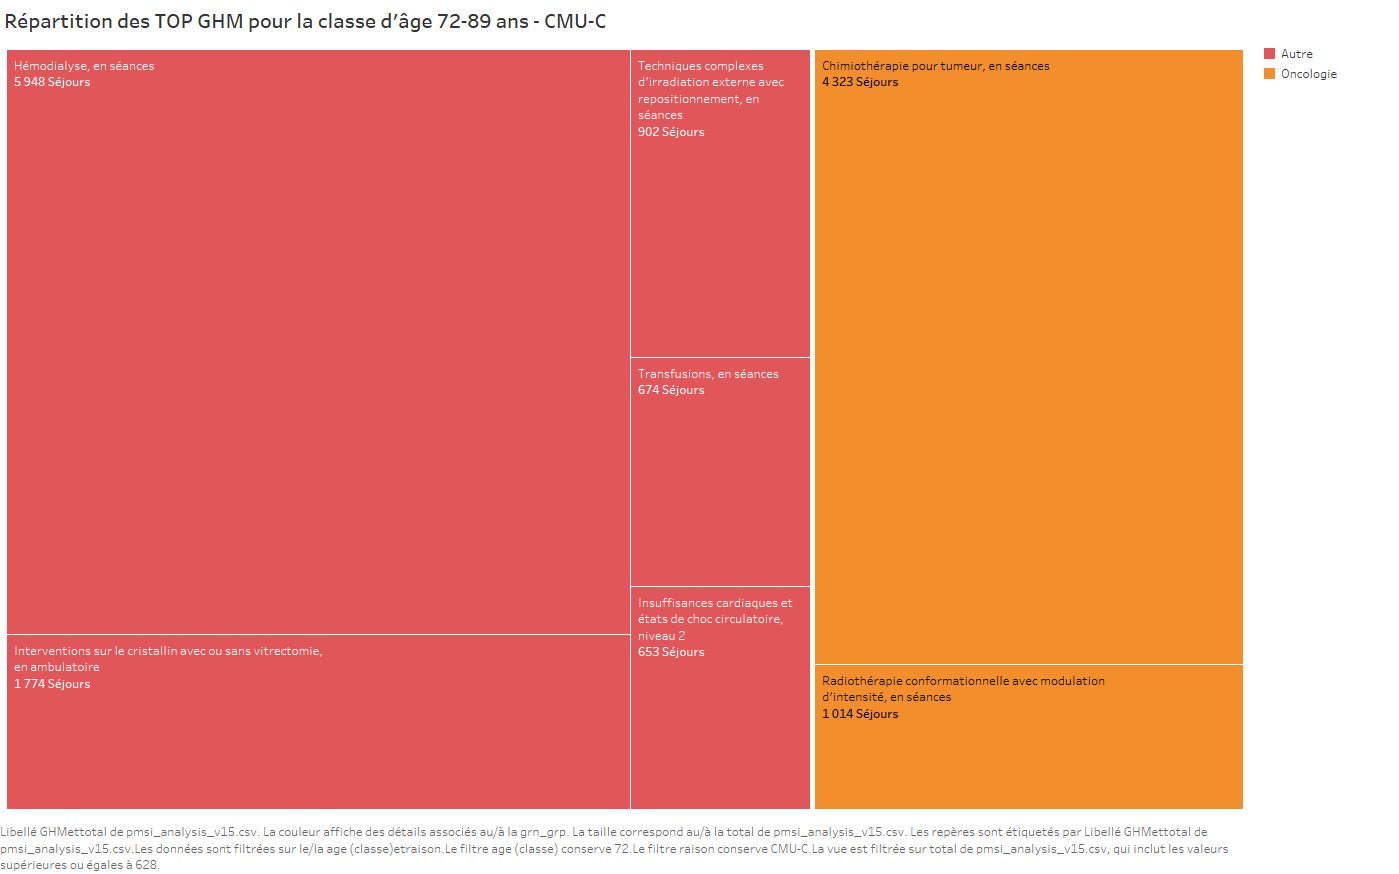 Répartition des TOP GHM pour la classe d’âge 72-89 ans - CMU-C
Hémodialyse, en séances
5 948 Séjours
Techniques complexes
d’irradiation externe avec
repositionnement, en
séances
902 Séjours
Chimiothérapie pour tumeur, en séances
4 323 Séjours
Autre
Oncologie
Transfusions, en séances
674 Séjours
Insuffisances cardiaques et
états de choc circulatoire,
niveau 2
653 Séjours
Interventions sur le cristallin avec ou sans vitrectomie,
en ambulatoire
1 774 Séjours
Radiothérapie conformationnelle avec modulation
d’intensité, en séances
1 014 Séjours
Libellé GHMettotal de pmsi_analysis_v15.csv. La couleur affiche des détails associés au/à la grn_grp. La taille correspond au/à la total de pmsi_analysis_v15.csv. Les repères sont étiquetés par Libellé GHMettotal de
pmsi_analysis_v15.csv.Les données sont filtrées sur le/la age (classe)etraison.Le filtre age (classe) conserve 72.Le filtre raison conserve CMU-C.La vue est filtrée sur total de pmsi_analysis_v15.csv, qui inclut les valeurs
supérieures ou égales à 628.